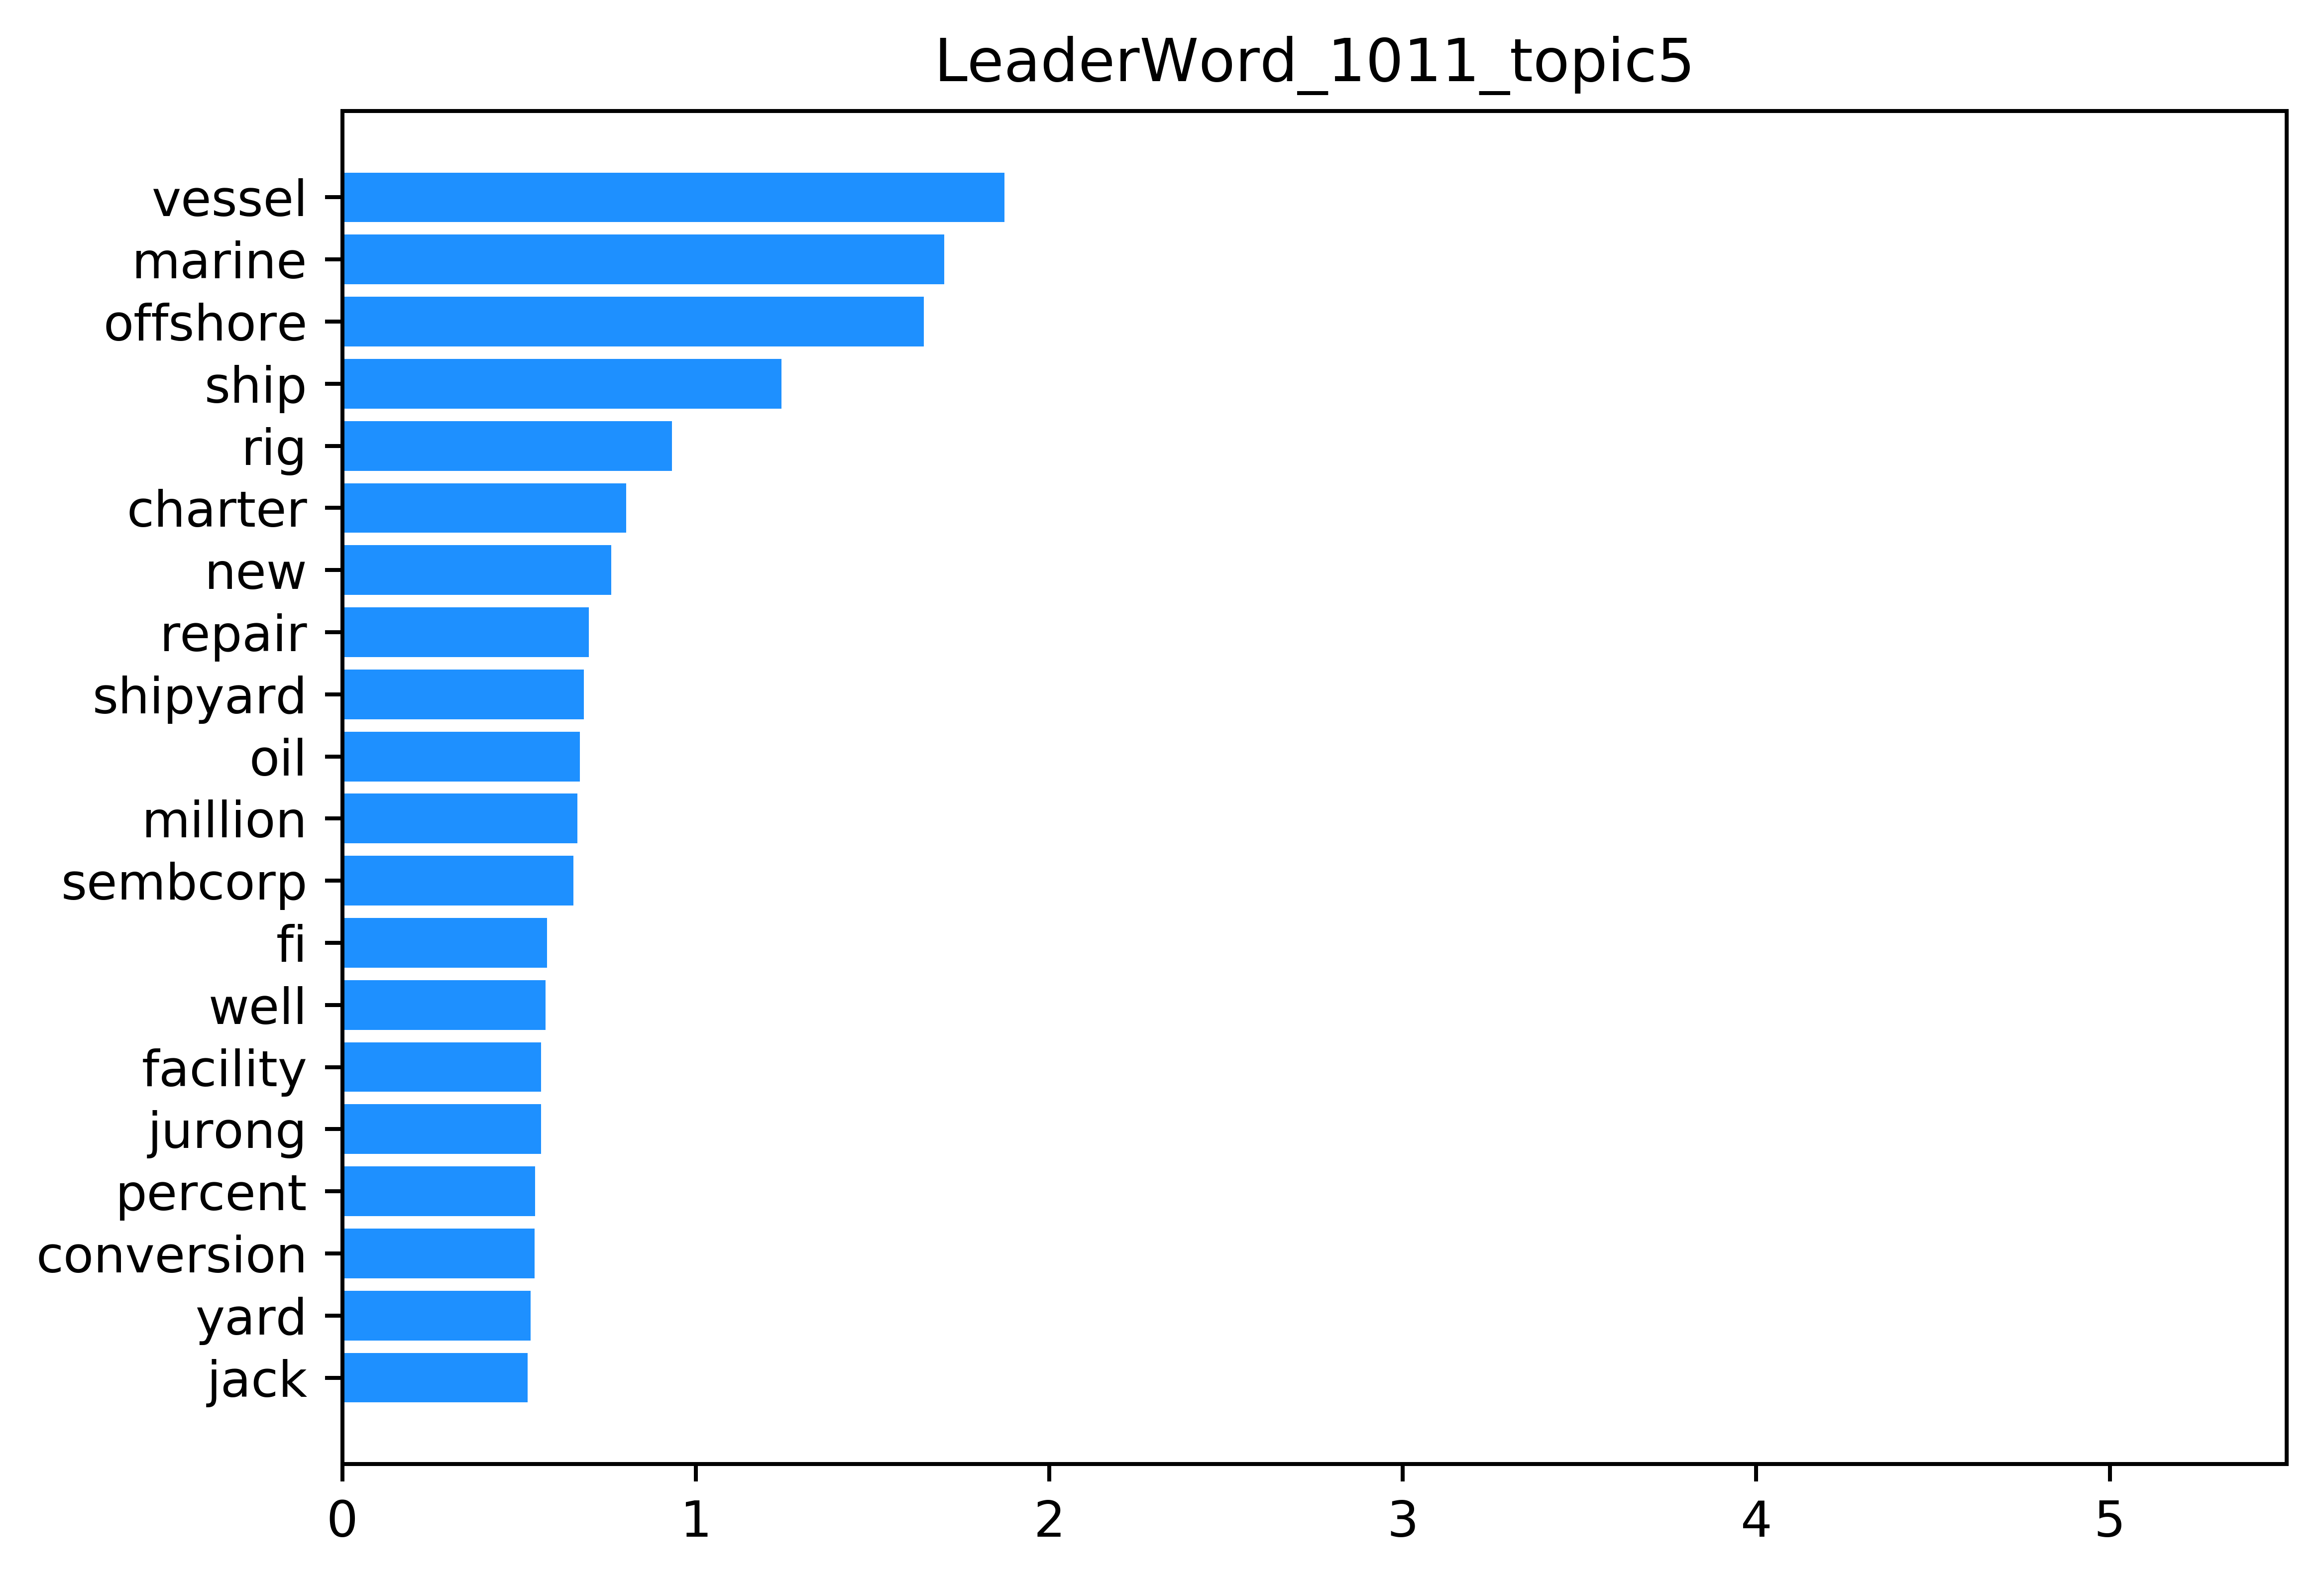 LeaderWord_1011_topic5
vessel
marine
offshore
ship
rig
charter
new
repair
shipyard
oil
million
sembcorp
fi
well
facility
jurong
percent
conversion
yard
jack
0 1 2 3 4 5